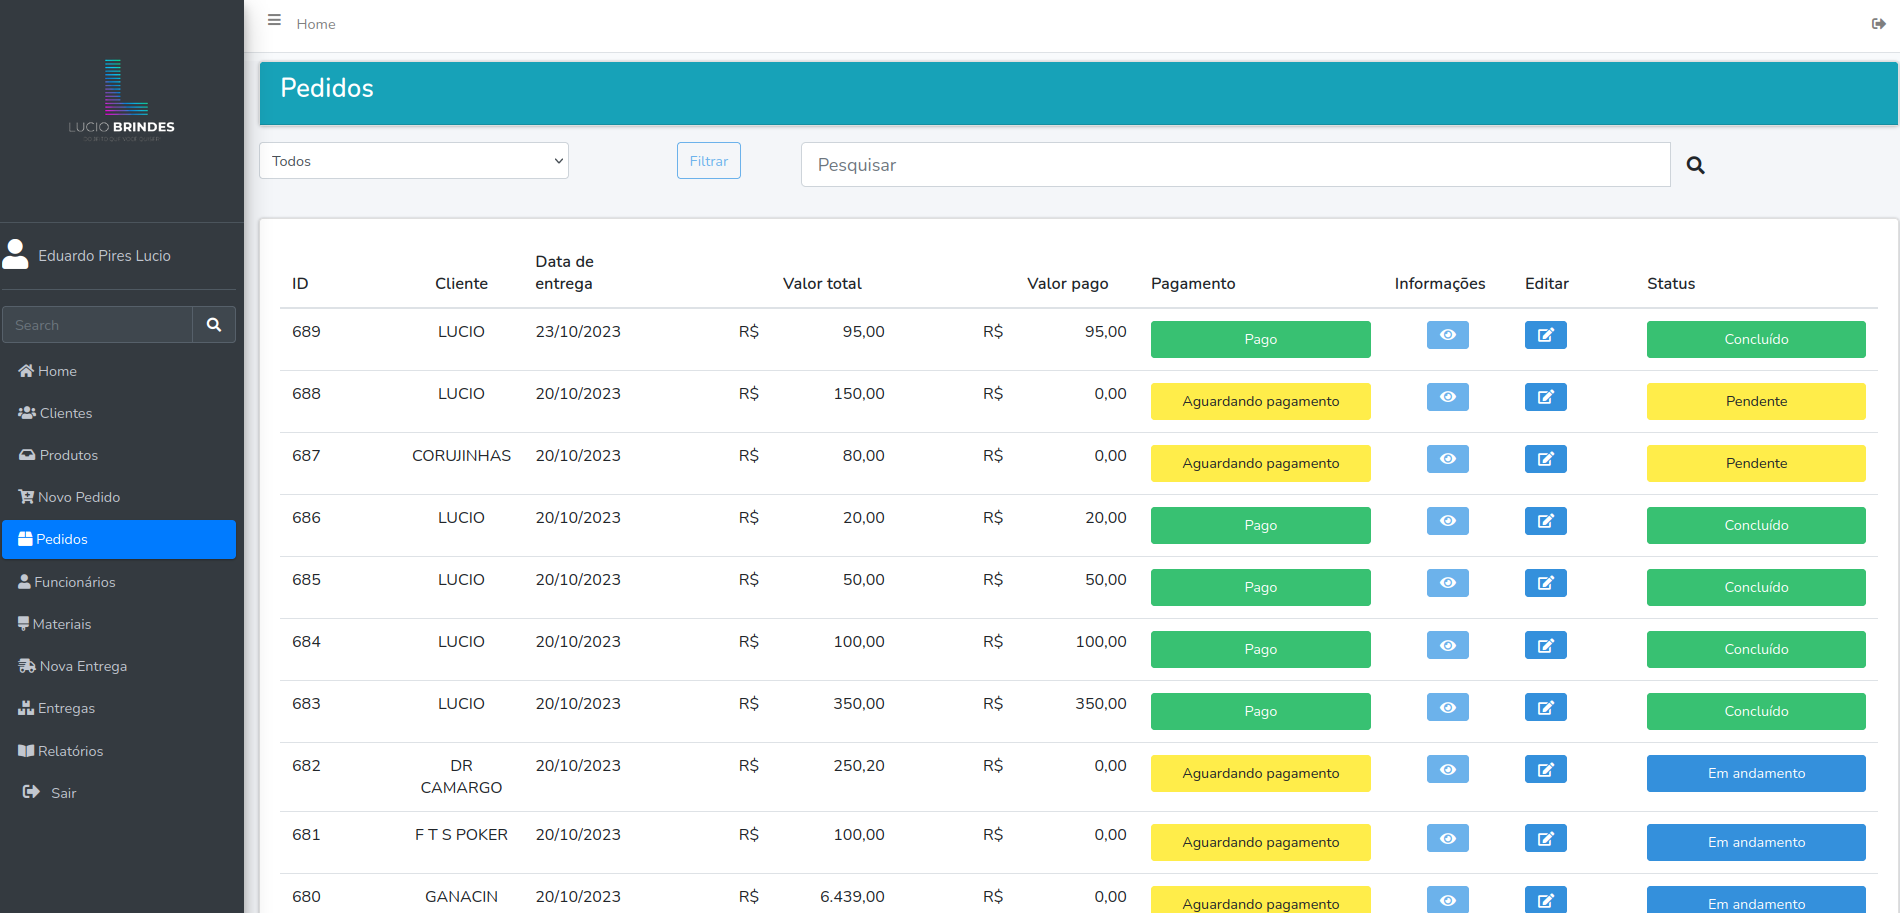 Home
LUCIO BRINDES
Pedidos
Todos
Filtrar
Pesquisar
Eduardo Pires Lucio
Search
Home
Clientes
Produtos
Novo Pedido
Pedidos
Funcionários
Materiais
Nova Entrega
Entregas
Relatórios
Sair
ID Cliente Data de entrega Valor total Valor pago Pagamento Informações Editar Status
689 LUCIO 23/10/2023 R$ 95,00 R$ 95,00 Pago Concluído
688 LUCIO 20/10/2023 R$ 150,00 R$ 0,00 Aguardando pagamento Pendente
687 CORUJINHAS 20/10/2023 R$ 80,00 R$ 0,00 Aguardando pagamento Pendente
686 LUCIO 20/10/2023 R$ 20,00 R$ 20,00 Pago Concluído
685 LUCIO 20/10/2023 R$ 50,00 R$ 50,00 Pago Concluído
684 LUCIO 20/10/2023 R$ 100,00 R$ 100,00 Pago Concluído
683 LUCIO 20/10/2023 R$ 350,00 R$ 350,00 Pago Concluído
682 DR CAMARGO 20/10/2023 R$ 250,20 R$ 0,00 Aguardando pagamento Em andamento
681 F T S POKER 20/10/2023 R$ 100,00 R$ 0,00 Aguardando pagamento Em andamento
680 GANACIN 20/10/2023 R$ 6.439,00 R$ 0,00 Aguardando pagamento Em andamento